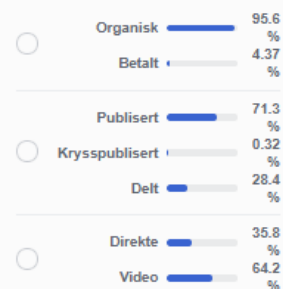 Organisk 95.6
%
Betalt 4.37
%
Publisert 71.3
%
Krysspublisert 0.32
%
Delt 28.4
%
Direkte 35.8
%
Video 64.2
%